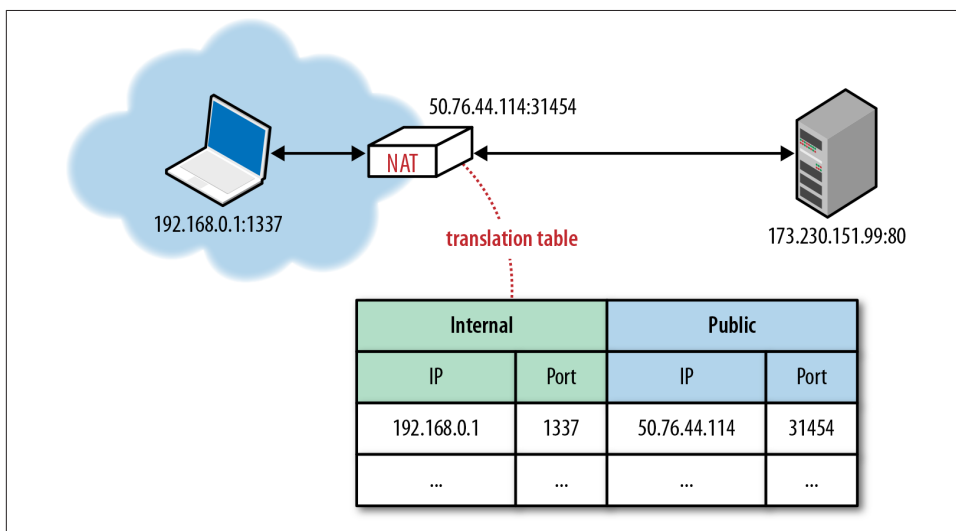 50.76.44.114:31454
NAT
192.168.0.1:1337
173.230.151.99:80
translation table
Internal Public
IP Port IP Port
192.168.0.1 1337 50.76.44.114 31454
... ... ... ...